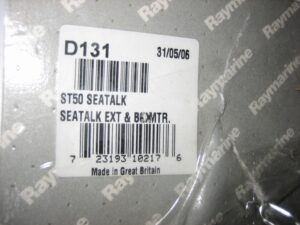 Raymarine
D131 31/05/06
ST50 SEATALK
SEATALK EXT & BKMTR.
7 23193 10217 6
Made in Great Britain
Raymarine
Raymarine